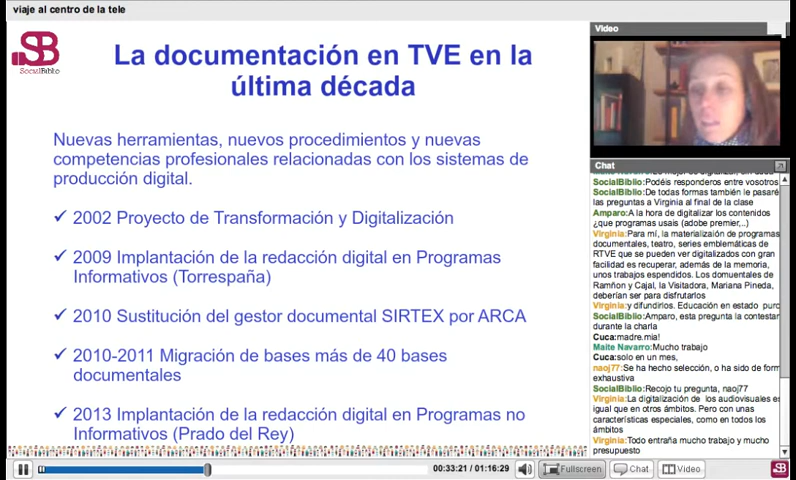 viaje al centro de la tele
SB
SOCIALBIBLIO
La documentación en TVE en la
última década
Nuevas herramientas, nuevos procedimientos y nuevas
competencias profesionales relacionadas con los sistemas de
producción digital.
✓ 2002 Proyecto de Transformación y Digitalización
✓ 2009 Implantación de la redacción digital en Programas
Informativos (Torrespaña)
✓ 2010 Sustitución del gestor documental SIRTEX por ARCA
✓ 2010-2011 Migración de bases más de 40 bases
documentales
✓ 2013 Implantación de la redacción digital en Programas no
Informativos (Prado del Rey)
Video
Chat
SocialBiblio:Podéis responderos entre vosotros
SocialBiblio:De todas formas también le pasaré
las preguntas a Virginia al final de la clase
Amparo:A la hora de digitalizar los contenidos
¿que programas usais (adobe premier,..)
Virginia:Para mí, la materializaión de programas
documentales, teatro, series emblemáticas de
RTVE que se pueden ver digitalizados con gran
facilidad es recuperar, además de la memoria,
unos trabajos espendidos. Los domuentales de
Ramñon y Cajal, la Visitadora, Mariana Pineda,
deberían ser para disfrutarlos
Virginia:y difundirlos. Educación en estado puro
SocialBiblio:Amparo, esta pregunta la contestar
durante la charla
Cuca:madre.mia!
Maite Navarro:Mucho trabajo
Cuca:solo en un mes,
naoj77:Se ha hecho selección, o ha sido de form
exhaustiva
SocialBiblio:Recojo tu pregunta, naoj77
Virginia:La digitalización de los audiovisuales es
igual que en otros ámbitos. Pero con unas
características especiales, como en todos los
ámbitos
Virginia:Todo entraña mucho trabajo y mucho
presupuesto
00:33:21 / 01:16:29
Fullscreen
Chat
Video
SB